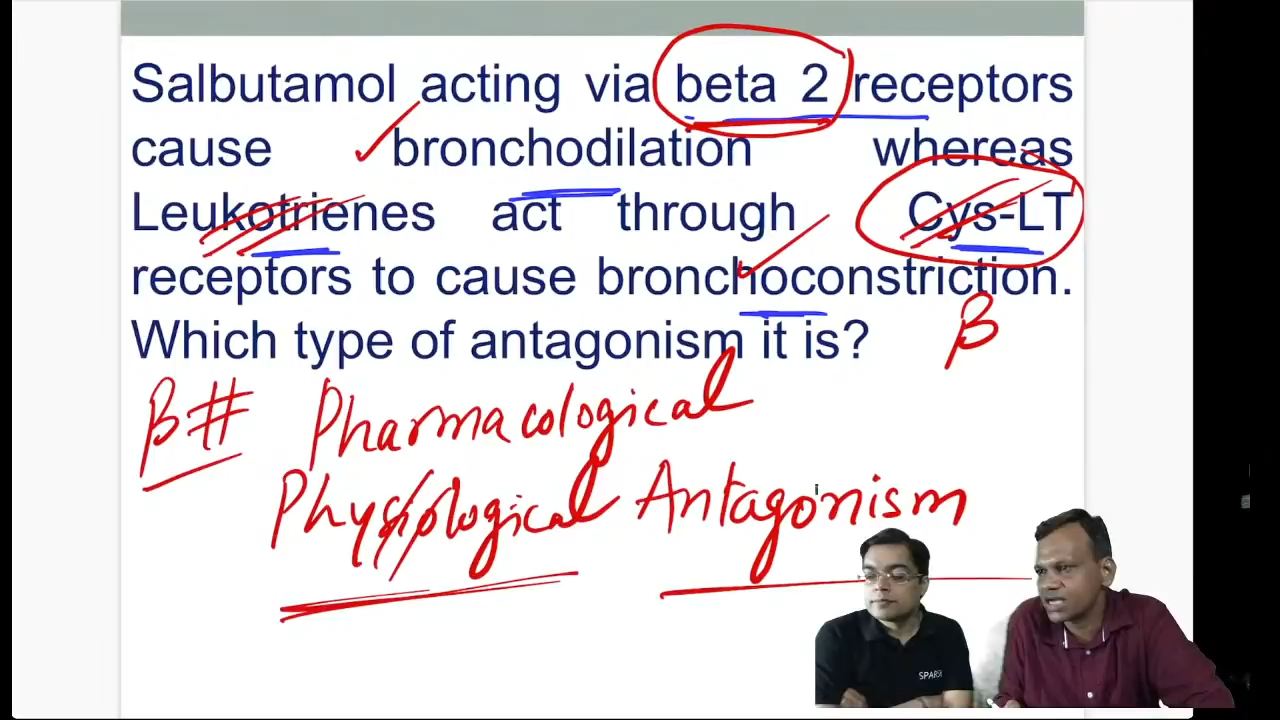 Salbutamol acting via beta 2 receptors
cause bronchodilation whereas
Leukotrienes act through Cys-LT
receptors to cause bronchoconstriction.
Which type of antagonism it is?
β
β# Pharmacological
Physiological Antagonism